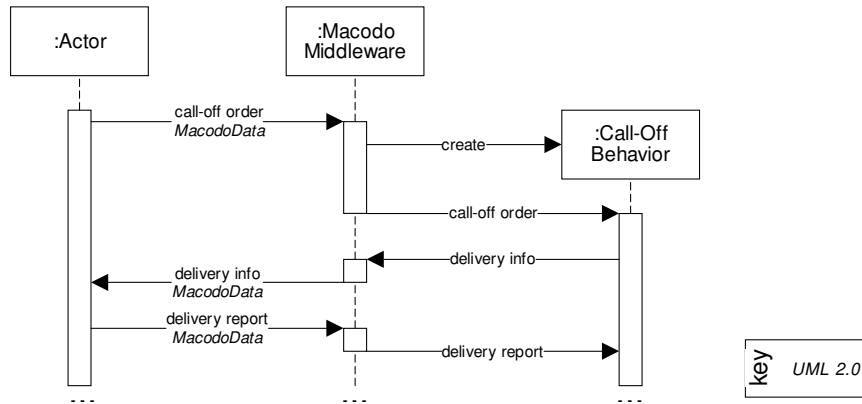 :Actor
:Macodo
Middleware
call-off order
MacodoData
create
:Call-Off
Behavior
call-off order
delivery info
delivery info
MacodoData
delivery report
MacodoData
delivery report
key
UML 2.0
... ... ...